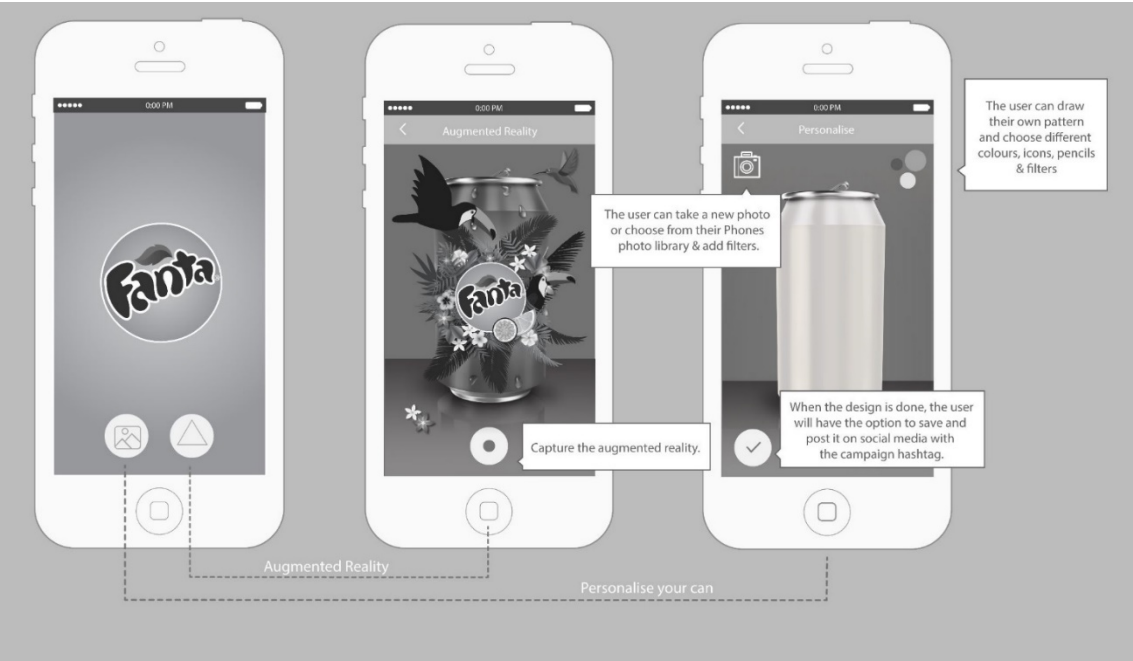 0:00 PM
Fanta
0:00 PM
Augmented Reality
Fanta
Capture the augmented reality.
0:00 PM
Personalise
The user can take a new photo
or choose from their Phones
photo library & add filters.
The user can draw
their own pattern
and choose different
colours, icons, pencils
& filters
When the design is done, the user
will have the option to save and
post it on social media with
the campaign hashtag.
Augmented Reality
Personalise your can